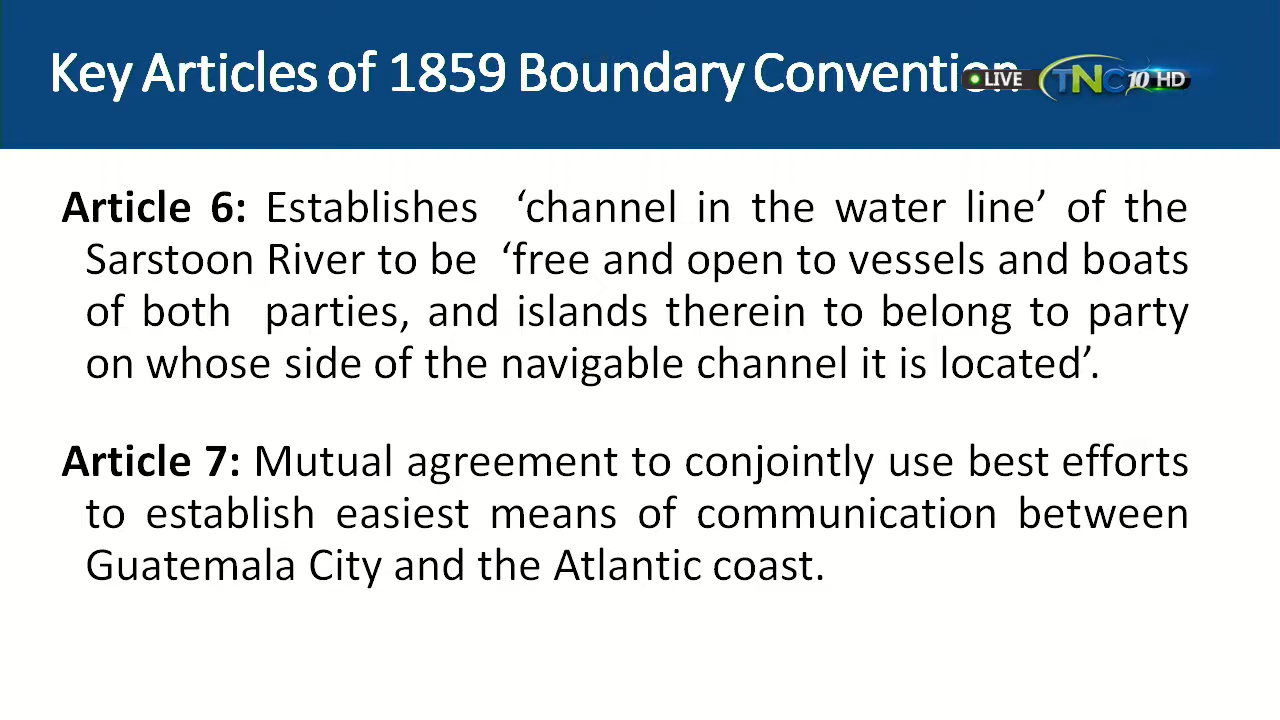 Key Articles of 1859 Boundary Convention
LIVE TNC 10 HD
Article 6: Establishes ‘channel in the water line’ of the
Sarstoon River to be ‘free and open to vessels and boats
of both parties, and islands therein to belong to party
on whose side of the navigable channel it is located’.
Article 7: Mutual agreement to conjointly use best efforts
to establish easiest means of communication between
Guatemala City and the Atlantic coast.